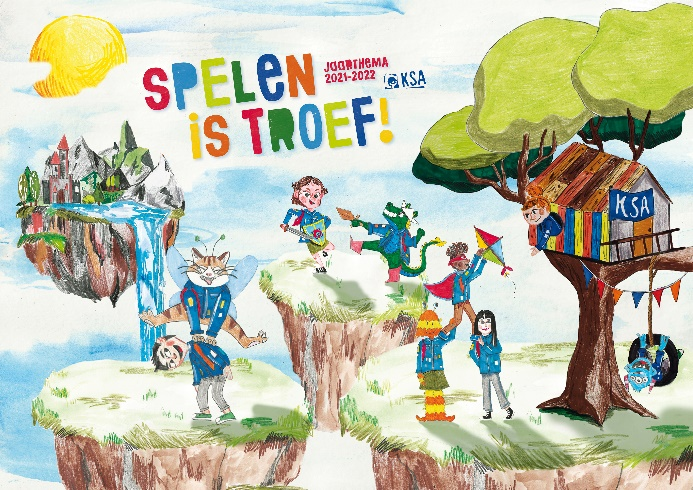 SPELEN
iS TROEF!
JAARTHEMA
2021-2022
KSA
KSA